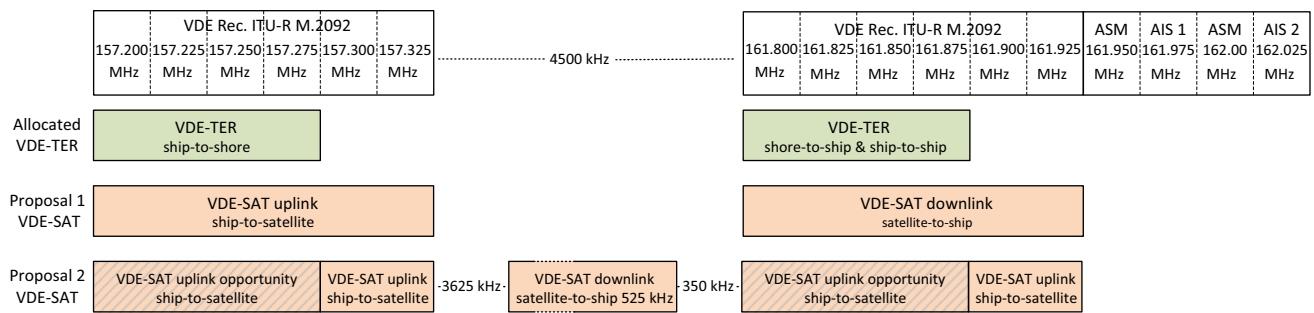 VDE Rec. ITU-R M.2092
157.200 MHz 157.225 MHz 157.250 MHz 157.275 MHz 157.300 MHz 157.325 MHz
4500 kHz
VDE Rec. ITU-R M.2092
161.800 MHz 161.825 MHz 161.850 MHz 161.875 MHz 161.900 MHz 161.925 MHz
ASM 161.950 MHz
AIS 1 161.975 MHz
ASM 162.00 MHz
AIS 2 162.025 MHz
Allocated
VDE-TER
VDE-TER
ship-to-shore
VDE-TER
shore-to-ship & ship-to-ship
Proposal 1
VDE-SAT
VDE-SAT uplink
ship-to-satellite
VDE-SAT downlink
satellite-to-ship
Proposal 2
VDE-SAT
VDE-SAT uplink opportunity
ship-to-satellite
VDE-SAT uplink
ship-to-satellite
3625 kHz
VDE-SAT downlink
satellite-to-ship 525 kHz
350 kHz
VDE-SAT uplink opportunity
ship-to-satellite
VDE-SAT uplink
ship-to-satellite